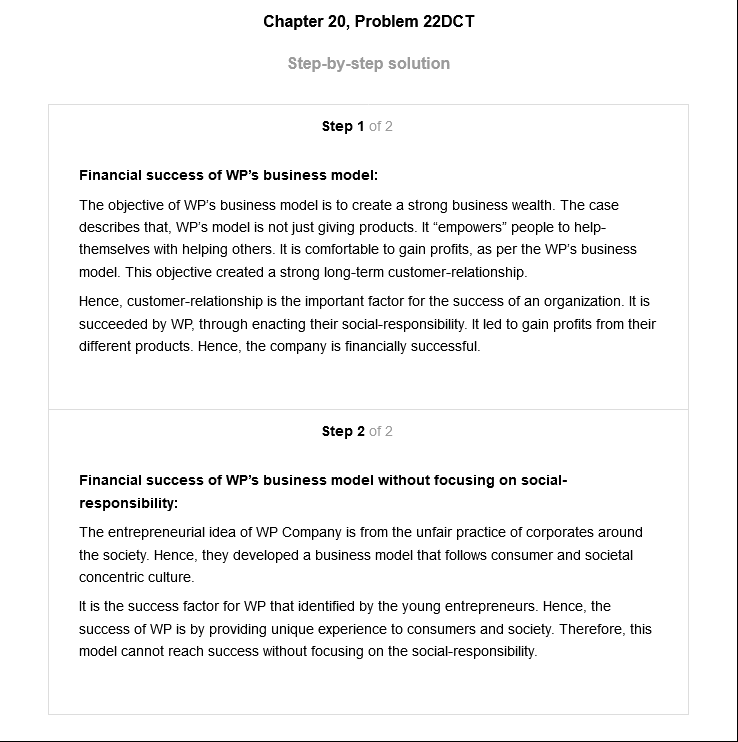 Chapter 20, Problem 22DCT
Step-by-step solution
Step 1 of 2
Financial success of WP’s business model:
The objective of WP’s business model is to create a strong business wealth. The case
describes that, WP’s model is not just giving products. It “empowers” people to help-
themselves with helping others. It is comfortable to gain profits, as per the WP’s business
model. This objective created a strong long-term customer-relationship.
Hence, customer-relationship is the important factor for the success of an organization. It is
succeeded by WP, through enacting their social-responsibility. It led to gain profits from their
different products. Hence, the company is financially successful.
Step 2 of 2
Financial success of WP’s business model without focusing on social-
responsibility:
The entrepreneurial idea of WP Company is from the unfair practice of corporates around
the society. Hence, they developed a business model that follows consumer and societal
concentric culture.
It is the success factor for WP that identified by the young entrepreneurs. Hence, the
success of WP is by providing unique experience to consumers and society. Therefore, this
model cannot reach success without focusing on the social-responsibility.